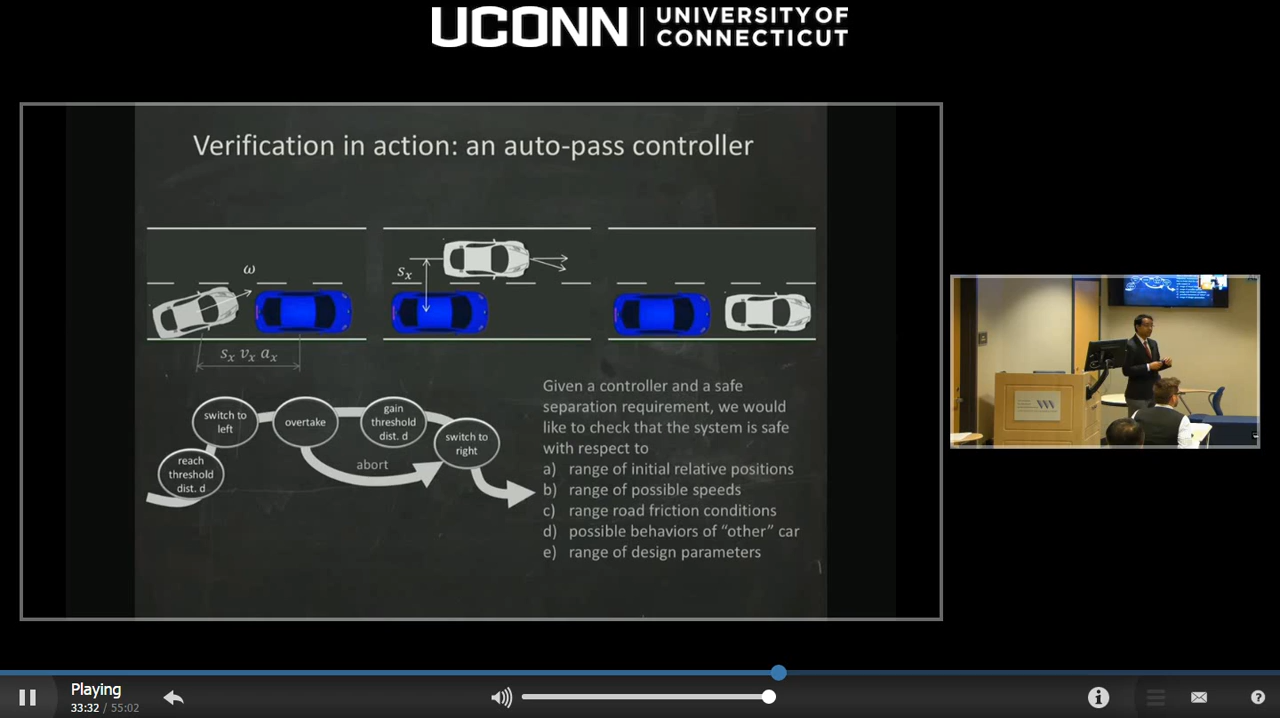 UCONN
UNIVERSITY OF
CONNECTICUT
Verification in action: an auto-pass controller
ω
sₓ
sₓ vₓ aₓ
switch to
left
overtake
gain
threshold
dist. d
switch to
right
reach
threshold
dist. d
abort
Given a controller and a safe
separation requirement, we would
like to check that the system is safe
with respect to
a) range of initial relative positions
b) range of possible speeds
c) range road friction conditions
d) possible behaviors of “other” car
e) range of design parameters
Playing
33:32 / 55:02